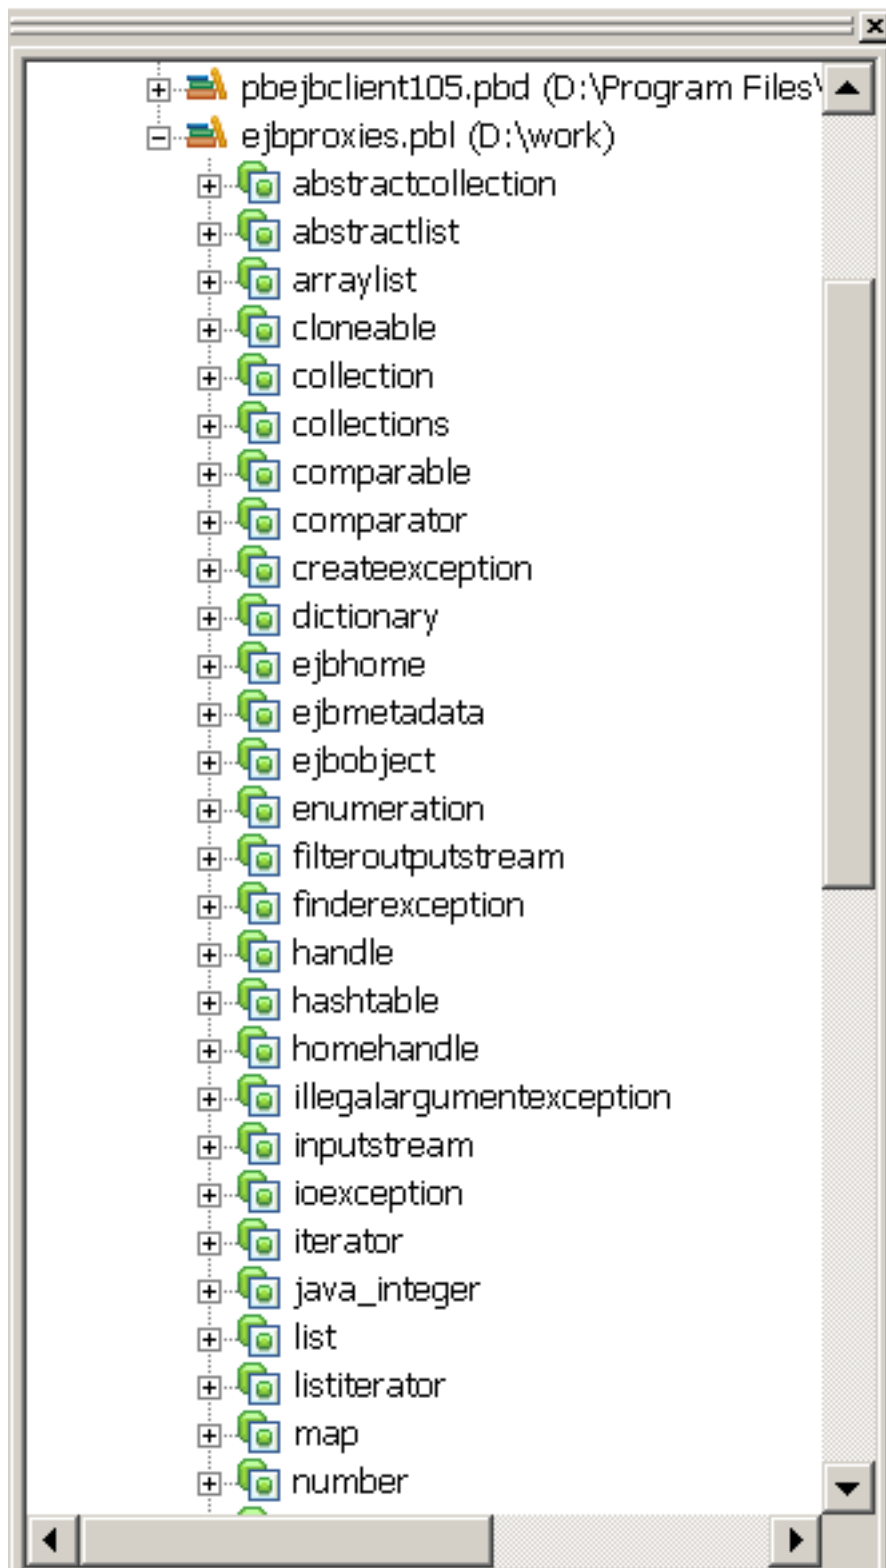 pbejbclient105.pbd (D:\Program Files\
ejbproxies.pbl (D:\work)
abstractcollection
abstractlist
arraylist
cloneable
collection
collections
comparable
comparator
createexception
dictionary
ejbhome
ejbmetadata
ejbobject
enumeration
filteroutputstream
finderexception
handle
hashtable
homehandle
illegalargumentexception
inputstream
ioexception
iterator
java_integer
list
listiterator
map
number